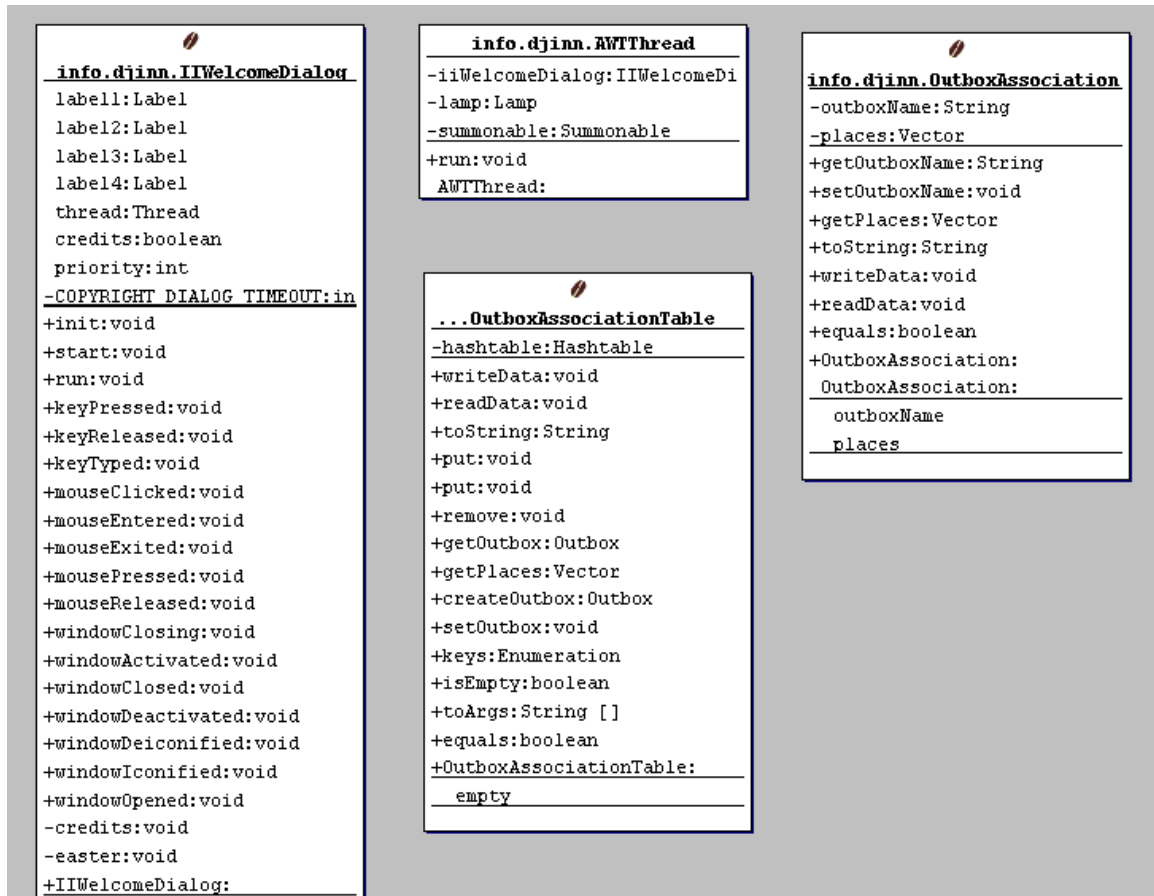 info.djinn.IIWelcomeDialog
label1:Label
label2:Label
label3:Label
label4:Label
thread:Thread
credits:boolean
priority:int
-COPYRIGHT_DIALOG_TIMEOUT:in
+init:void
+start:void
+run:void
+keyPressed:void
+keyReleased:void
+keyTyped:void
+mouseClicked:void
+mouseEntered:void
+mouseExited:void
+mousePressed:void
+mouseReleased:void
+windowClosing:void
+windowActivated:void
+windowClosed:void
+windowDeactivated:void
+windowDeiconified:void
+windowIconified:void
+windowOpened:void
-credits:void
-easter:void
+IIWelcomeDialog:
info.djinn.AWTThread
-iiWelcomeDialog:IIWelcomeDi
-lamp:Lamp
-summonable:Summonable
+run:void
AWTThread:
...OutboxAssociationTable
-hashtable:Hashtable
+writeData:void
+readData:void
+toString:String
+put:void
+put:void
+remove:void
+getOutbox:Outbox
+getPlaces:Vector
+createOutbox:Outbox
+setOutbox:void
+keys:Enumeration
+isEmpty:boolean
+toArgs:String []
+equals:boolean
+OutboxAssociationTable:
empty
info.djinn.OutboxAssociation
-outboxName:String
-places:Vector
+getOutboxName:String
+setOutboxName:void
+getPlaces:Vector
+toString:String
+writeData:void
+readData:void
+equals:boolean
+OutboxAssociation:
OutboxAssociation:
outboxName
places